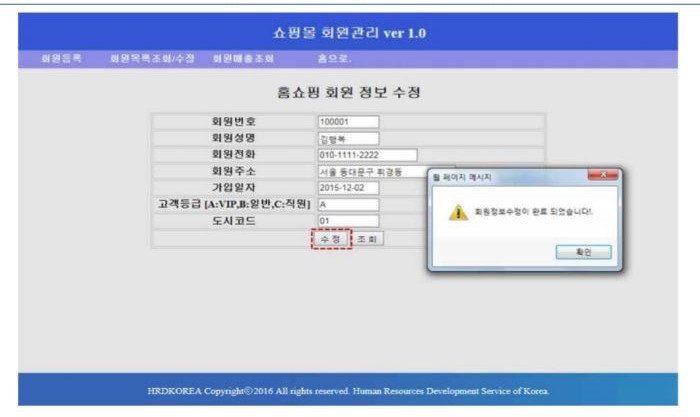 쇼핑몰 회원관리 ver 1.0
회원등록 회원목록조회/수정 회원매출조회 홈으로.
홈쇼핑 회원 정보 수정
회원번호 100001
회원성명 김행복
회원전화 010-1111-2222
회원주소 서울 동대문구 휘경동
가입일자 2015-12-02
고객등급 [A:VIP,B:일반,C:직원] A
도시코드 01
수정 조회
웹 페이지 메시지
회원정보수정이 완료 되었습니다!.
확인
HRDKOREA Copyright©2016 All rights reserved. Human Resources Development Service of Korea.